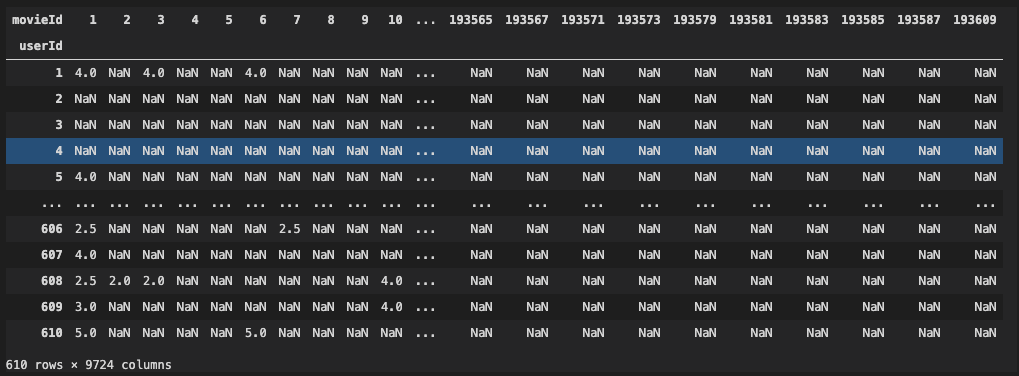 movieId 1 2 3 4 5 6 7 8 9 10 ... 193565 193567 193571 193573 193579 193581 193583 193585 193587 193609
userId
1 4.0 NaN 4.0 NaN NaN 4.0 NaN NaN NaN NaN ... NaN NaN NaN NaN NaN NaN NaN NaN NaN NaN
2 NaN NaN NaN NaN NaN NaN NaN NaN NaN NaN ... NaN NaN NaN NaN NaN NaN NaN NaN NaN NaN
3 NaN NaN NaN NaN NaN NaN NaN NaN NaN NaN ... NaN NaN NaN NaN NaN NaN NaN NaN NaN NaN
4 NaN NaN NaN NaN NaN NaN NaN NaN NaN NaN ... NaN NaN NaN NaN NaN NaN NaN NaN NaN NaN
5 4.0 NaN NaN NaN NaN NaN NaN NaN NaN NaN ... NaN NaN NaN NaN NaN NaN NaN NaN NaN NaN
... ... ... ... ... ... ... ... ... ... ... ... ... ... ... ... ... ... ... ... ... ...
606 2.5 NaN NaN NaN NaN NaN 2.5 NaN NaN NaN ... NaN NaN NaN NaN NaN NaN NaN NaN NaN NaN
607 4.0 NaN NaN NaN NaN NaN NaN NaN NaN NaN ... NaN NaN NaN NaN NaN NaN NaN NaN NaN NaN
608 2.5 2.0 2.0 NaN NaN NaN NaN NaN NaN 4.0 ... NaN NaN NaN NaN NaN NaN NaN NaN NaN NaN
609 3.0 NaN NaN NaN NaN NaN NaN NaN NaN 4.0 ... NaN NaN NaN NaN NaN NaN NaN NaN NaN NaN
610 5.0 NaN NaN NaN NaN 5.0 NaN NaN NaN NaN ... NaN NaN NaN NaN NaN NaN NaN NaN NaN NaN
610 rows × 9724 columns